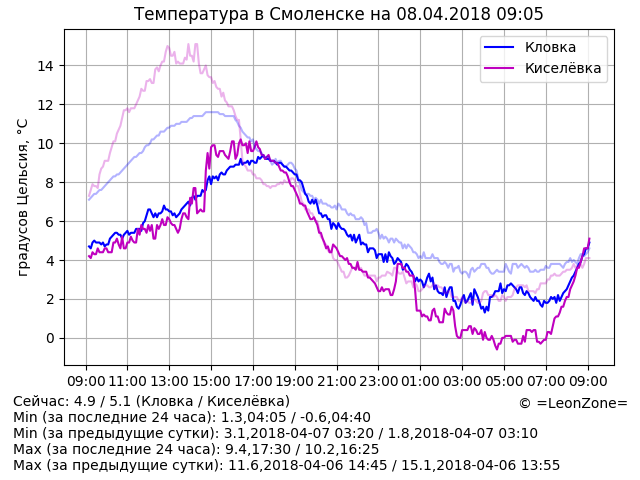 Температура в Смоленске на 08.04.2018 09:05
Кловка
Киселёвка
градусов Цельсия, °C
14
12
10
8
6
4
2
0
09:00 11:00 13:00 15:00 17:00 19:00 21:00 23:00 01:00 03:00 05:00 07:00 09:00
Сейчас: 4.9 / 5.1 (Кловка / Киселёвка)
© =LeonZone=
Min (за последние 24 часа): 1.3,04:05 / -0.6,04:40
Min (за предыдущие сутки): 3.1,2018-04-07 03:20 / 1.8,2018-04-07 03:10
Max (за последние 24 часа): 9.4,17:30 / 10.2,16:25
Max (за предыдущие сутки): 11.6,2018-04-06 14:45 / 15.1,2018-04-06 13:55